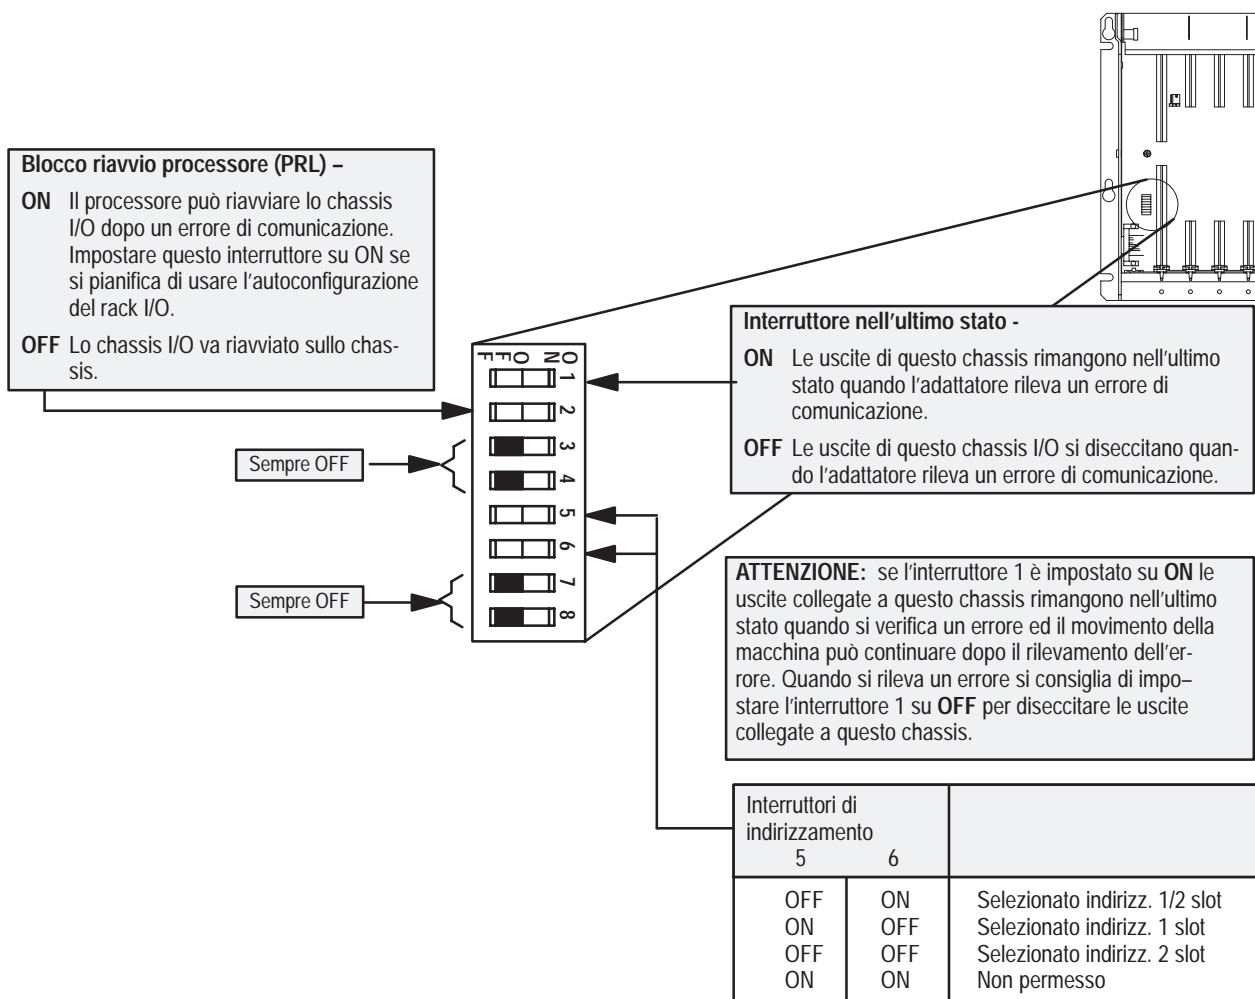 Blocco riavvio processore (PRL) –
ON Il processore può riavviare lo chassis
I/O dopo un errore di comunicazione.
Impostare questo interruttore su ON se
si pianifica di usare l'autoconfigurazione
del rack I/O.
OFF Lo chassis I/O va riavviato sullo chas-
sis.
Sempre OFF
Sempre OFF
OFF
ON
1
2
3
4
5
6
7
8
Interruttore nell'ultimo stato -
ON Le uscite di questo chassis rimangono nell'ultimo
stato quando l'adattatore rileva un errore di
comunicazione.
OFF Le uscite di questo chassis I/O si diseccitano quan-
do l'adattatore rileva un errore di comunicazione.
ATTENZIONE: se l'interruttore 1 è impostato su ON le
uscite collegate a questo chassis rimangono nell'ultimo
stato quando si verifica un errore ed il movimento della
macchina può continuare dopo il rilevamento dell'er-
rore. Quando si rileva un errore si consiglia di impo–
stare l'interruttore 1 su OFF per diseccitare le uscite
collegate a questo chassis.
Interruttori di
indirizzamento
5 6
OFF ON Selezionato indirizz. 1/2 slot
ON OFF Selezionato indirizz. 1 slot
OFF OFF Selezionato indirizz. 2 slot
ON ON Non permesso